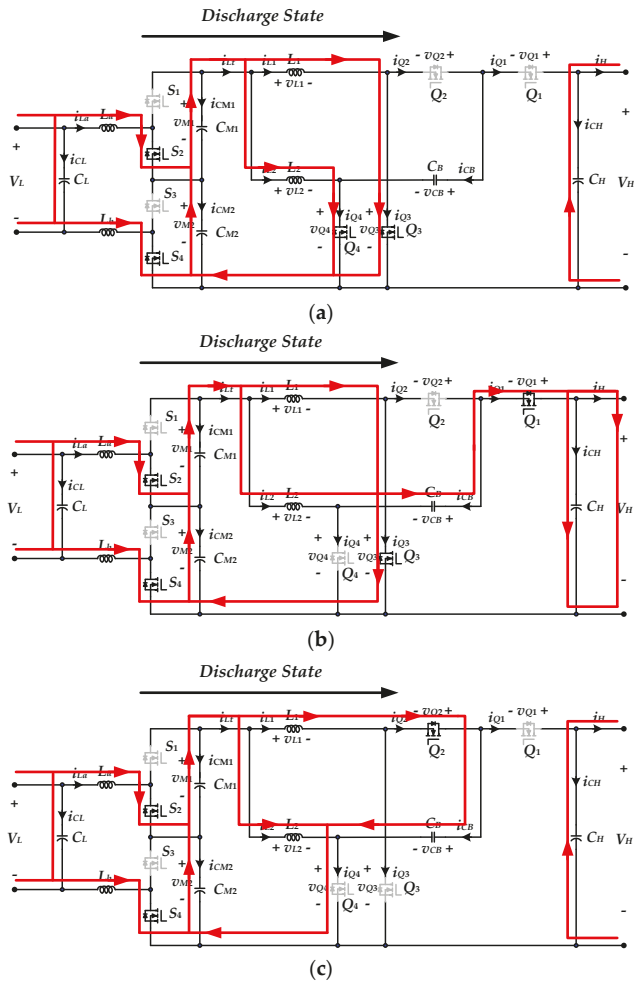 Discharge State
iLt iL1 L1 iQ2 - vQ2 + iQ1 - vQ1 + iH
+ vL1 - Q2 Q1
S1 + iCM1
iLa La vM1 CM1 iCH +
+ iCL S2 - L2 CB iCB
VL CL S3 iL2 + vL2 - - vCB + CH VH
+ iCM2 + iQ4 + iQ3
- Lb vM2 CM2 vQ4 vQ3 Q3
S4 - - Q4 - -
(a)
Discharge State
iLt iL1 L1 iQ2 - vQ2 + iQ1 - vQ1 + iH
+ vL1 - Q2 Q1
S1 + iCM1
iLa La vM1 CM1 iCH +
+ iCL S2 - L2 CB iCB
VL CL S3 iL2 + vL2 - - vCB + CH VH
+ iCM2 + iQ4 + iQ3
- Lb vM2 CM2 vQ4 vQ3 Q3
S4 - - Q4 - -
(b)
Discharge State
iLt iL1 L1 iQ2 - vQ2 + iQ1 - vQ1 + iH
+ vL1 - Q2 Q1
S1 + iCM1
iLa La vM1 CM1 iCH +
+ iCL S2 - L2 CB iCB
VL CL S3 iL2 + vL2 - - vCB + CH VH
+ iCM2 + iQ4 + iQ3
- Lb vM2 CM2 vQ4 vQ3 Q3
S4 - - Q4 - -
(c)